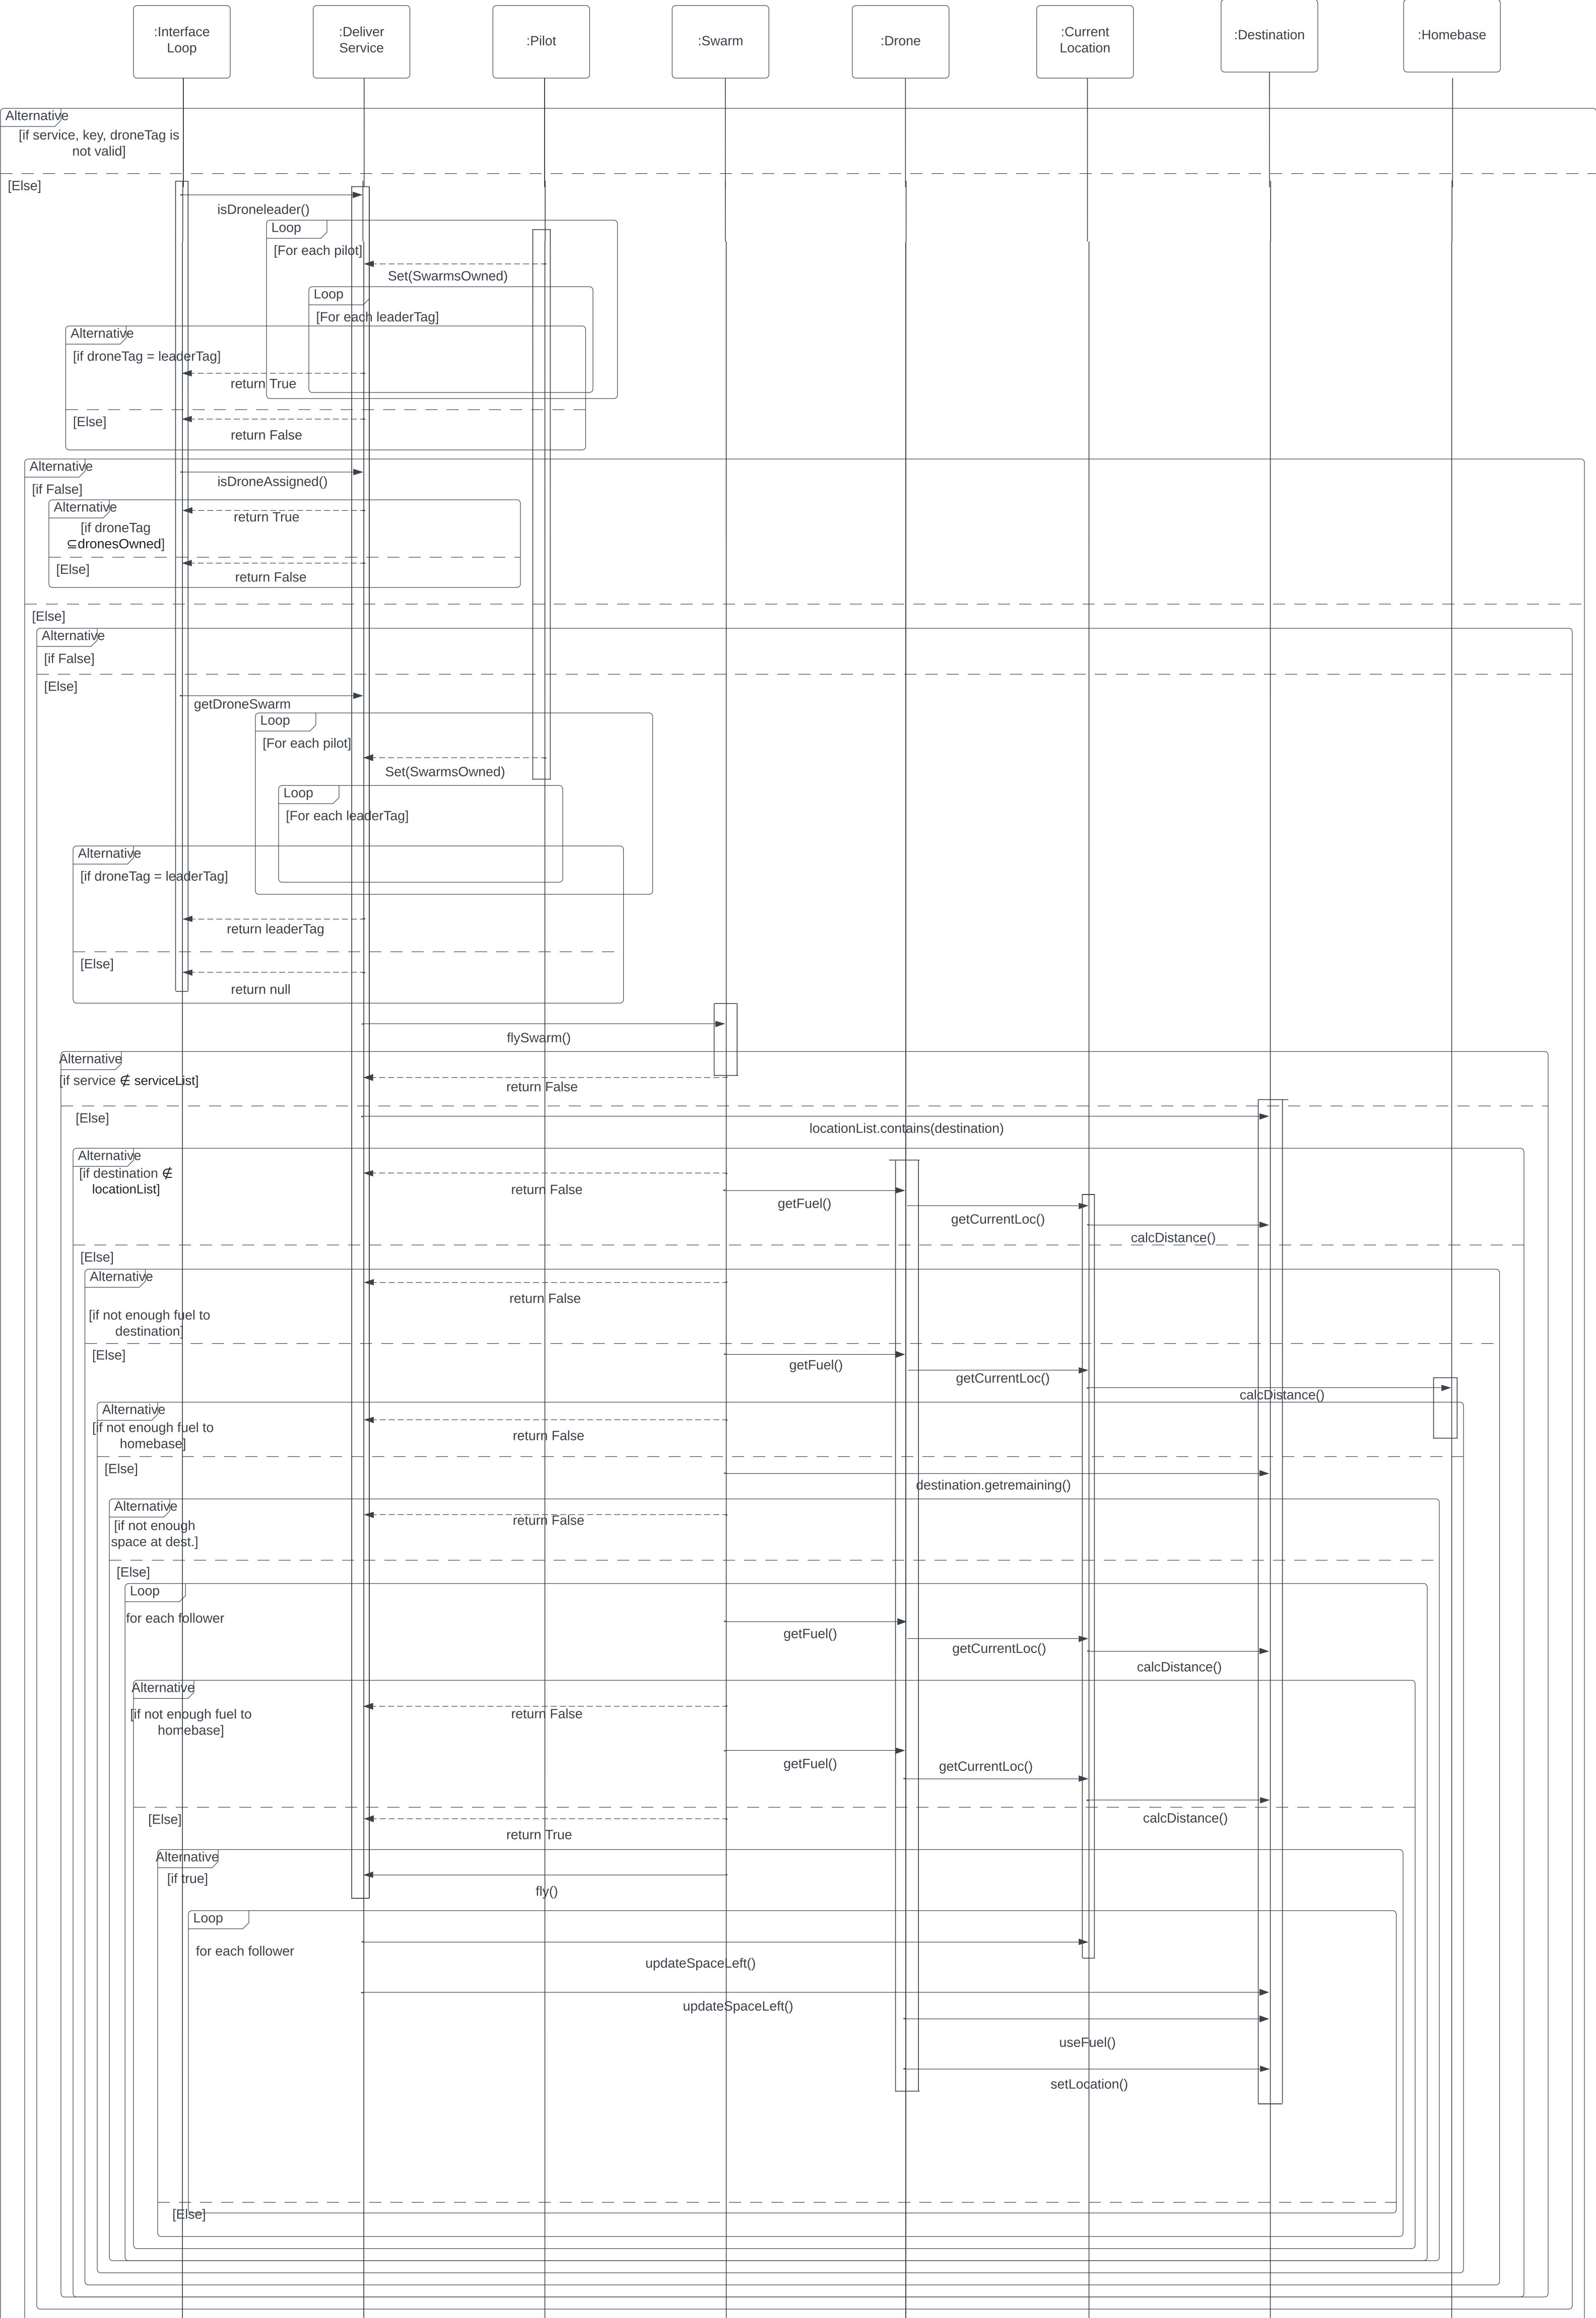 :Interface
Loop
:Deliver
Service
:Pilot
:Swarm
:Drone
:Current
Location
:Destination
:Homebase
Alternative
[if service, key, droneTag is
not valid]
[Else]
isDroneleader()
Loop
[For each pilot]
Set(SwarmsOwned)
Loop
[For each leaderTag]
Alternative
[if droneTag = leaderTag]
return True
[Else]
return False
Alternative
[if False]
isDroneAssigned()
Alternative
return True
[if droneTag
⊆dronesOwned]
[Else]
return False
[Else]
Alternative
[if False]
[Else]
getDroneSwarm
Loop
[For each pilot]
Set(SwarmsOwned)
Loop
[For each leaderTag]
Alternative
[if droneTag = leaderTag]
return leaderTag
[Else]
return null
flySwarm()
Alternative
[if service ∉ serviceList]
return False
[Else]
locationList.contains(destination)
Alternative
[if destination ∉
locationList]
return False
getFuel()
getCurrentLoc()
calcDistance()
[Else]
Alternative
return False
[if not enough fuel to
destination]
[Else]
getFuel()
getCurrentLoc()
calcDistance()
Alternative
[if not enough fuel to
homebase]
return False
[Else]
destination.getremaining()
Alternative
[if not enough
space at dest.]
return False
[Else]
Loop
for each follower
getFuel()
getCurrentLoc()
calcDistance()
Alternative
[if not enough fuel to
homebase]
return False
getFuel()
getCurrentLoc()
calcDistance()
[Else]
return True
Alternative
[if true]
fly()
Loop
for each follower
updateSpaceLeft()
updateSpaceLeft()
useFuel()
setLocation()
[Else]